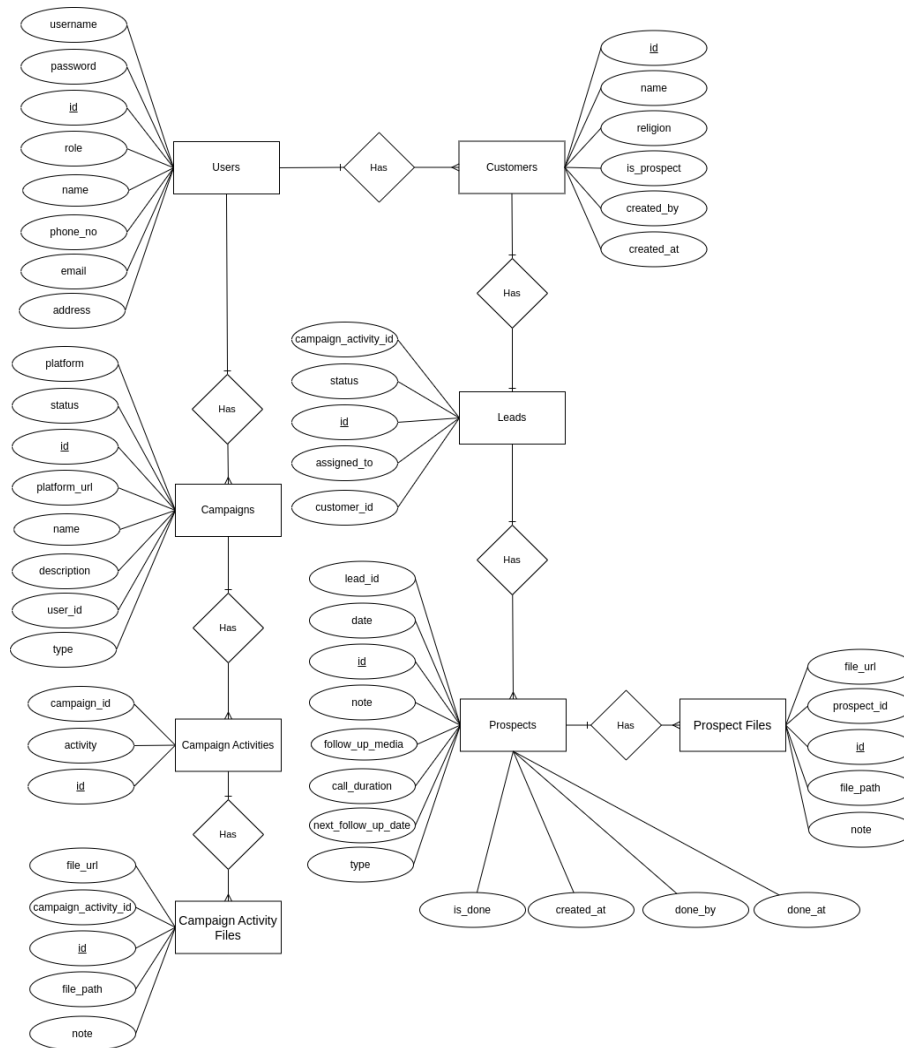 username
password
id
role
name
phone_no
email
address
Users
Has
Customers
id
name
religion
is_prospect
created_by
created_at
Has
Has
campaign_activity_id
status
id
assigned_to
customer_id
Leads
platform
status
id
platform_url
name
description
user_id
type
Campaigns
Has
Has
lead_id
date
id
note
follow_up_media
call_duration
next_follow_up_date
type
Prospects
Has
Prospect Files
file_url
prospect_id
id
file_path
note
is_done
created_at
done_by
done_at
campaign_id
activity
id
Campaign Activities
Has
file_url
campaign_activity_id
id
file_path
note
Campaign Activity
Files